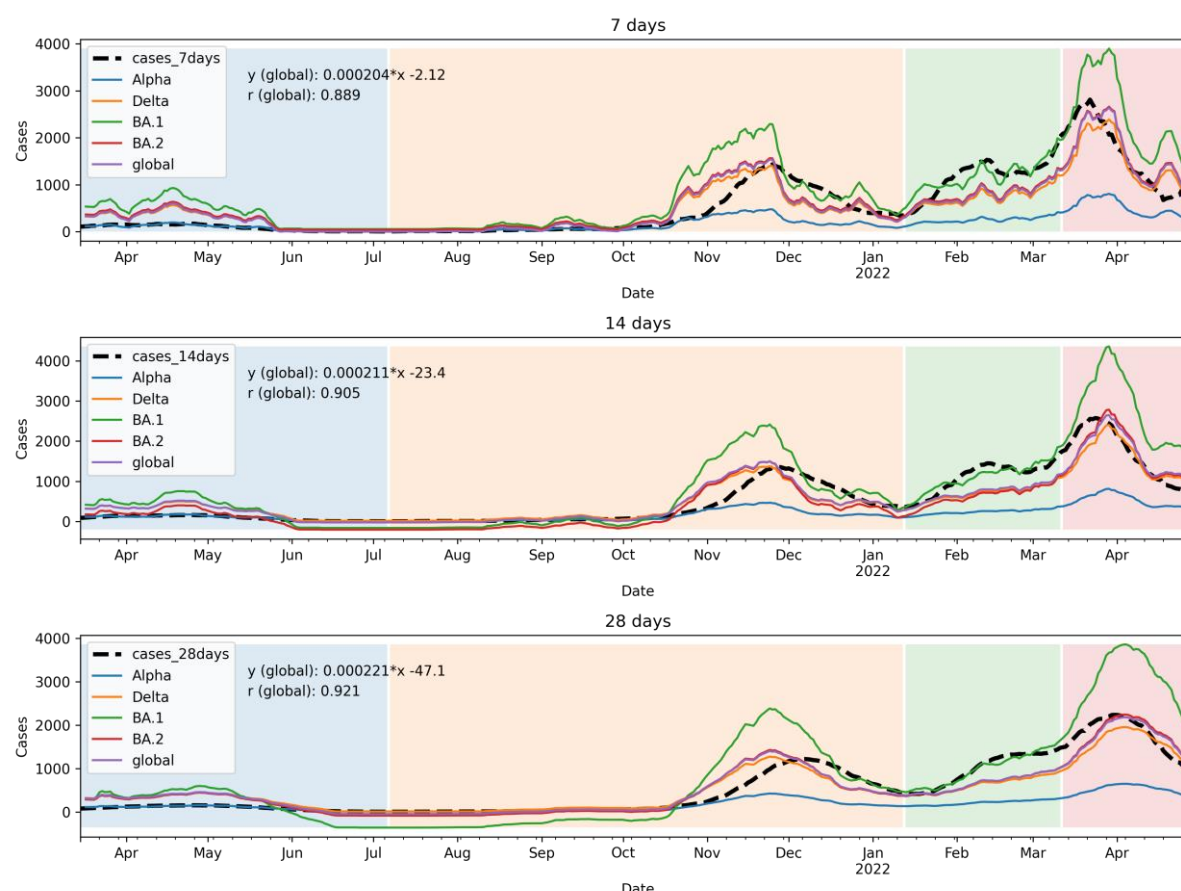 7 days
4000
3000
2000
1000
0
Cases
cases_7days
Alpha
Delta
BA.1
BA.2
global
y (global): 0.000204*x -2.12
r (global): 0.889
Apr May Jun Jul Aug Sep Oct Nov Dec Jan Feb Mar Apr
2022
Date
14 days
4000
3000
2000
1000
0
Cases
cases_14days
Alpha
Delta
BA.1
BA.2
global
y (global): 0.000211*x -23.4
r (global): 0.905
Apr May Jun Jul Aug Sep Oct Nov Dec Jan Feb Mar Apr
2022
Date
28 days
4000
3000
2000
1000
0
Cases
cases_28days
Alpha
Delta
BA.1
BA.2
global
y (global): 0.000221*x -47.1
r (global): 0.921
Apr May Jun Jul Aug Sep Oct Nov Dec Jan Feb Mar Apr
2022
Date